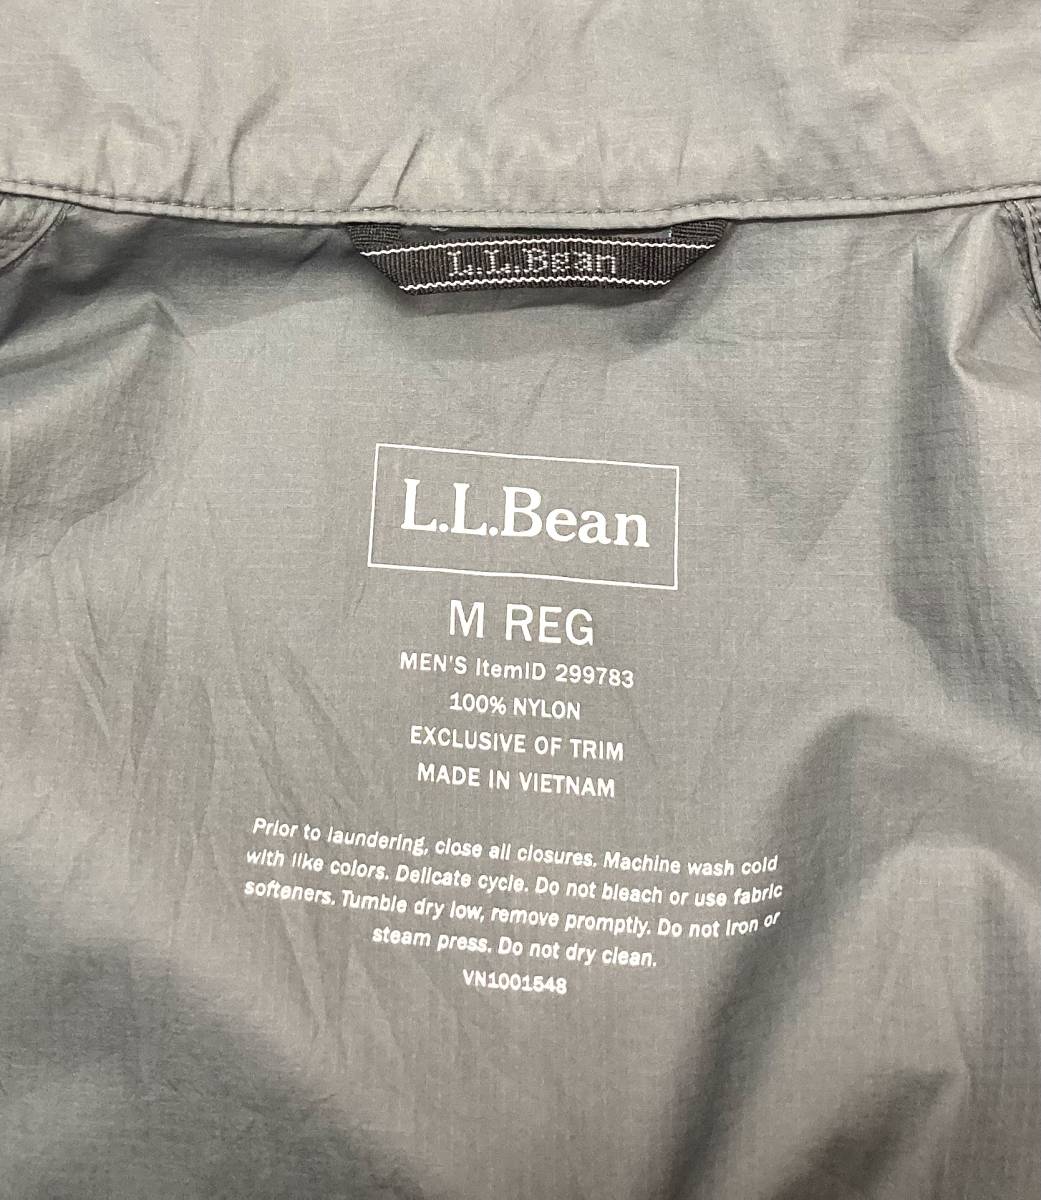 L.L.Bean
L.L.Bean
M REG
MEN'S ItemID 299783
100% NYLON
EXCLUSIVE OF TRIM
MADE IN VIETNAM
Prior to laundering, close all closures. Machine wash cold
with like colors. Delicate cycle. Do not bleach or use fabric
softeners. Tumble dry low, remove promptly. Do not Iron or
steam press. Do not dry clean.
VN1001548